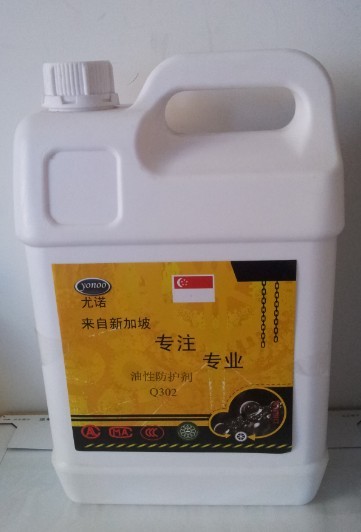 yonoo
尤诺
来自新加坡
专注
专业
油性防护剂
Q302